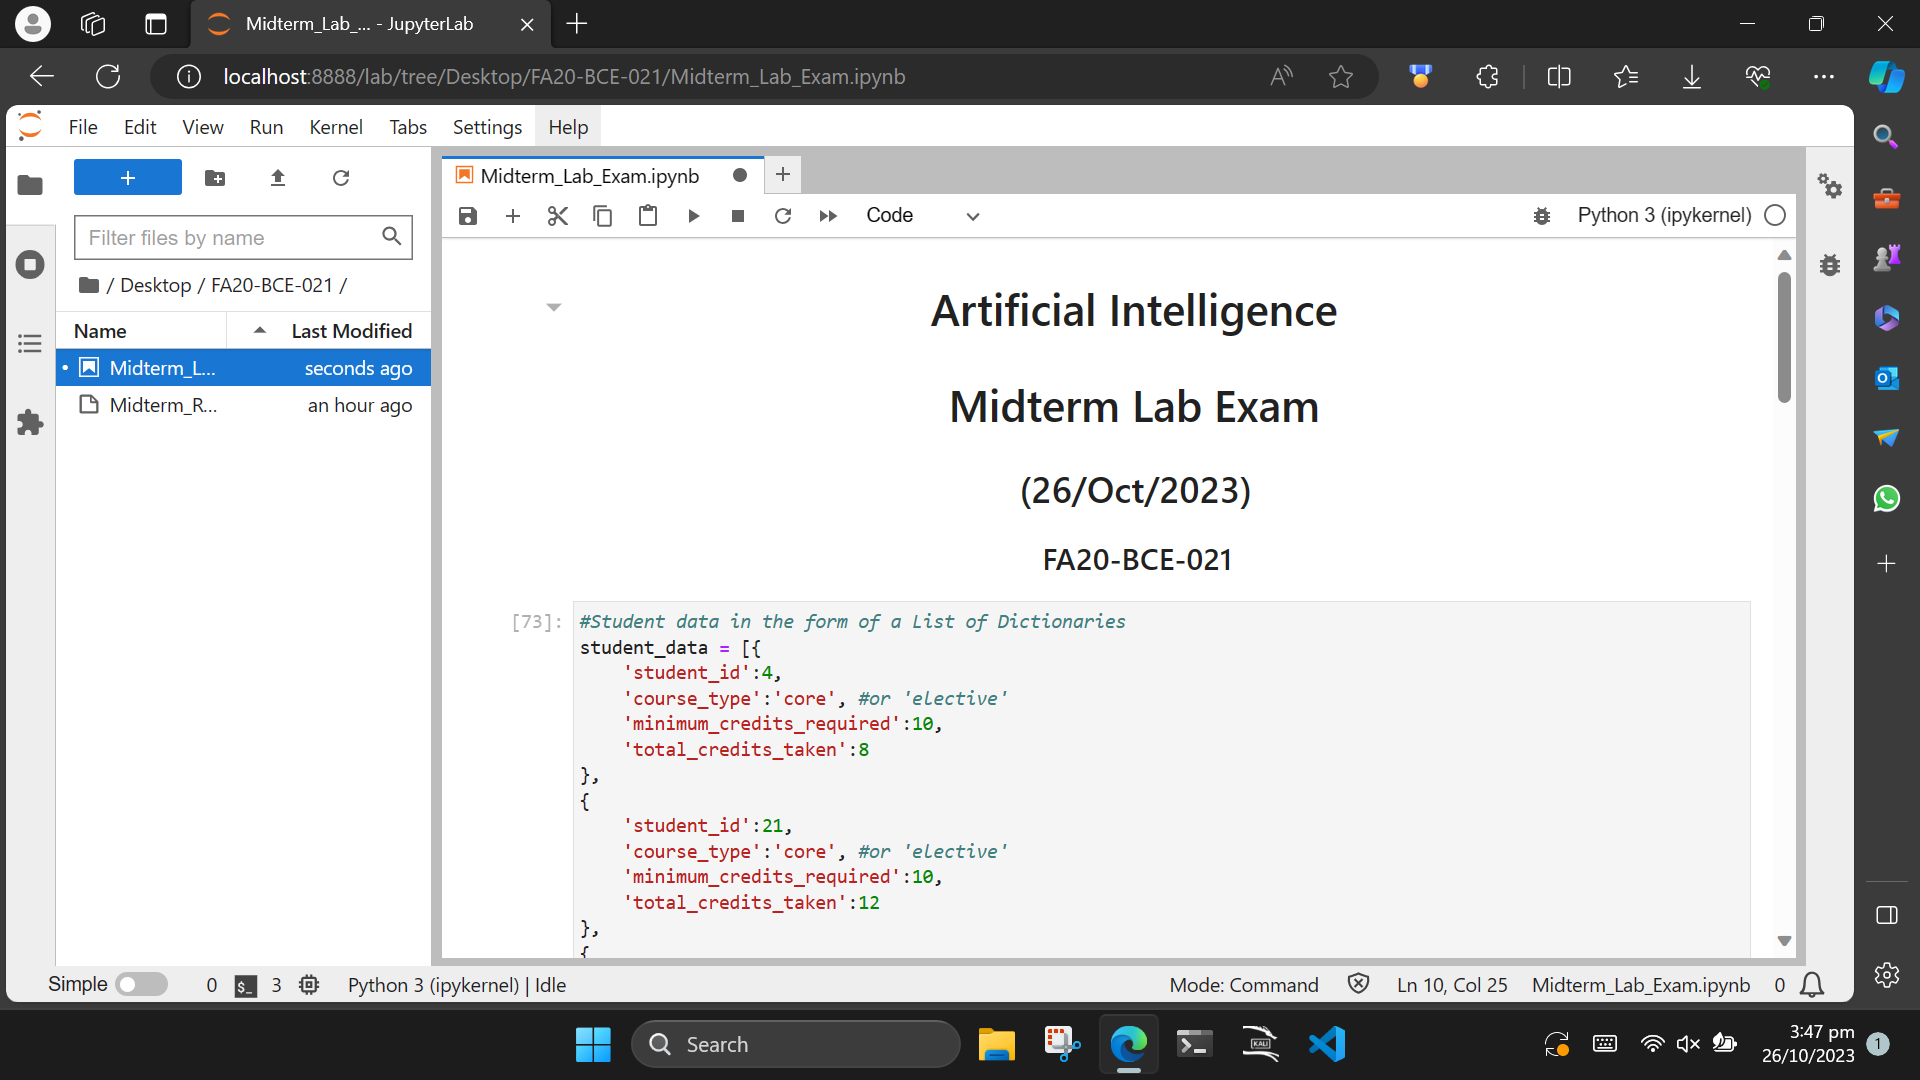 Midterm_Lab_... - JupyterLab
localhost:8888/lab/tree/Desktop/FA20-BCE-021/Midterm_Lab_Exam.ipynb
File Edit View Run Kernel Tabs Settings Help
Filter files by name
/ Desktop / FA20-BCE-021 /
Name Last Modified
Midterm_L... seconds ago
Midterm_R... an hour ago
Midterm_Lab_Exam.ipynb
Code
Python 3 (ipykernel)
Artificial Intelligence
Midterm Lab Exam
(26/Oct/2023)
FA20-BCE-021
[73]:
#Student data in the form of a List of Dictionaries
student_data = [{
'student_id':4,
'course_type':'core', #or 'elective'
'minimum_credits_required':10,
'total_credits_taken':8
},
{
'student_id':21,
'course_type':'core', #or 'elective'
'minimum_credits_required':10,
'total_credits_taken':12
},
{
Simple 0 $_ 3 Python 3 (ipykernel) | Idle Mode: Command Ln 10, Col 25 Midterm_Lab_Exam.ipynb 0
Search
KALI
3:47 pm
26/10/2023
1